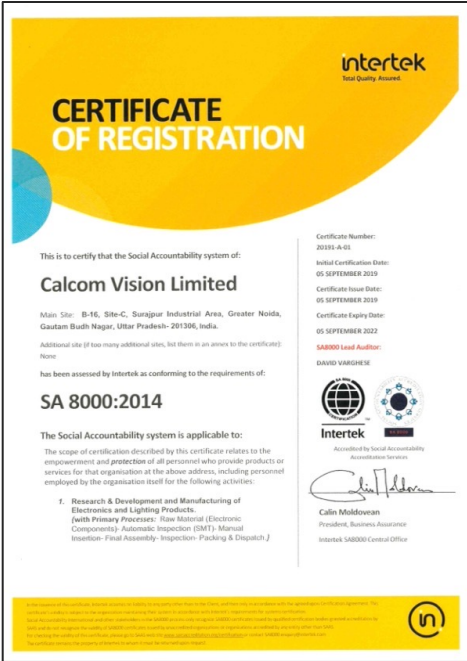 intertek
Total Quality. Assured.
CERTIFICATE
OF REGISTRATION
This is to certify that the Social Accountability system of:
Calcom Vision Limited
Main Site: B-16, Site-C, Surajpur Industrial Area, Greater Noida,
Gautam Budh Nagar, Uttar Pradesh- 201306, India.
Additional site (if too many additional sites, list them in an annex to the certificate):
None
has been assessed by Intertek as conforming to the requirements of:
SA 8000:2014
The Social Accountability system is applicable to:
The scope of certification described by this certificate relates to the
empowerment and protection of all personnel who provide products or
services for that organisation at the above address, including personnel
employed by the organisation itself for the following activities:
1. Research & Development and Manufacturing of
Electronics and Lighting Products.
(with Primary Processes: Raw Material (Electronic
Components)- Automatic Inspection (SMT)- Manual
Insertion- Final Assembly- Inspection- Packing & Dispatch.)
Certificate Number:
20191-A-01
Initial Certification Date:
05 SEPTEMBER 2019
Certificate Issue Date:
05 SEPTEMBER 2019
Certificate Expiry Date:
05 SEPTEMBER 2022
SA8000 Lead Auditor:
DAVID VARGHESE
Intertek
Accredited by Social Accountability
Accreditation Services
Calin Moldovean
President, Business Assurance
Intertek SA8000 Central Office
in